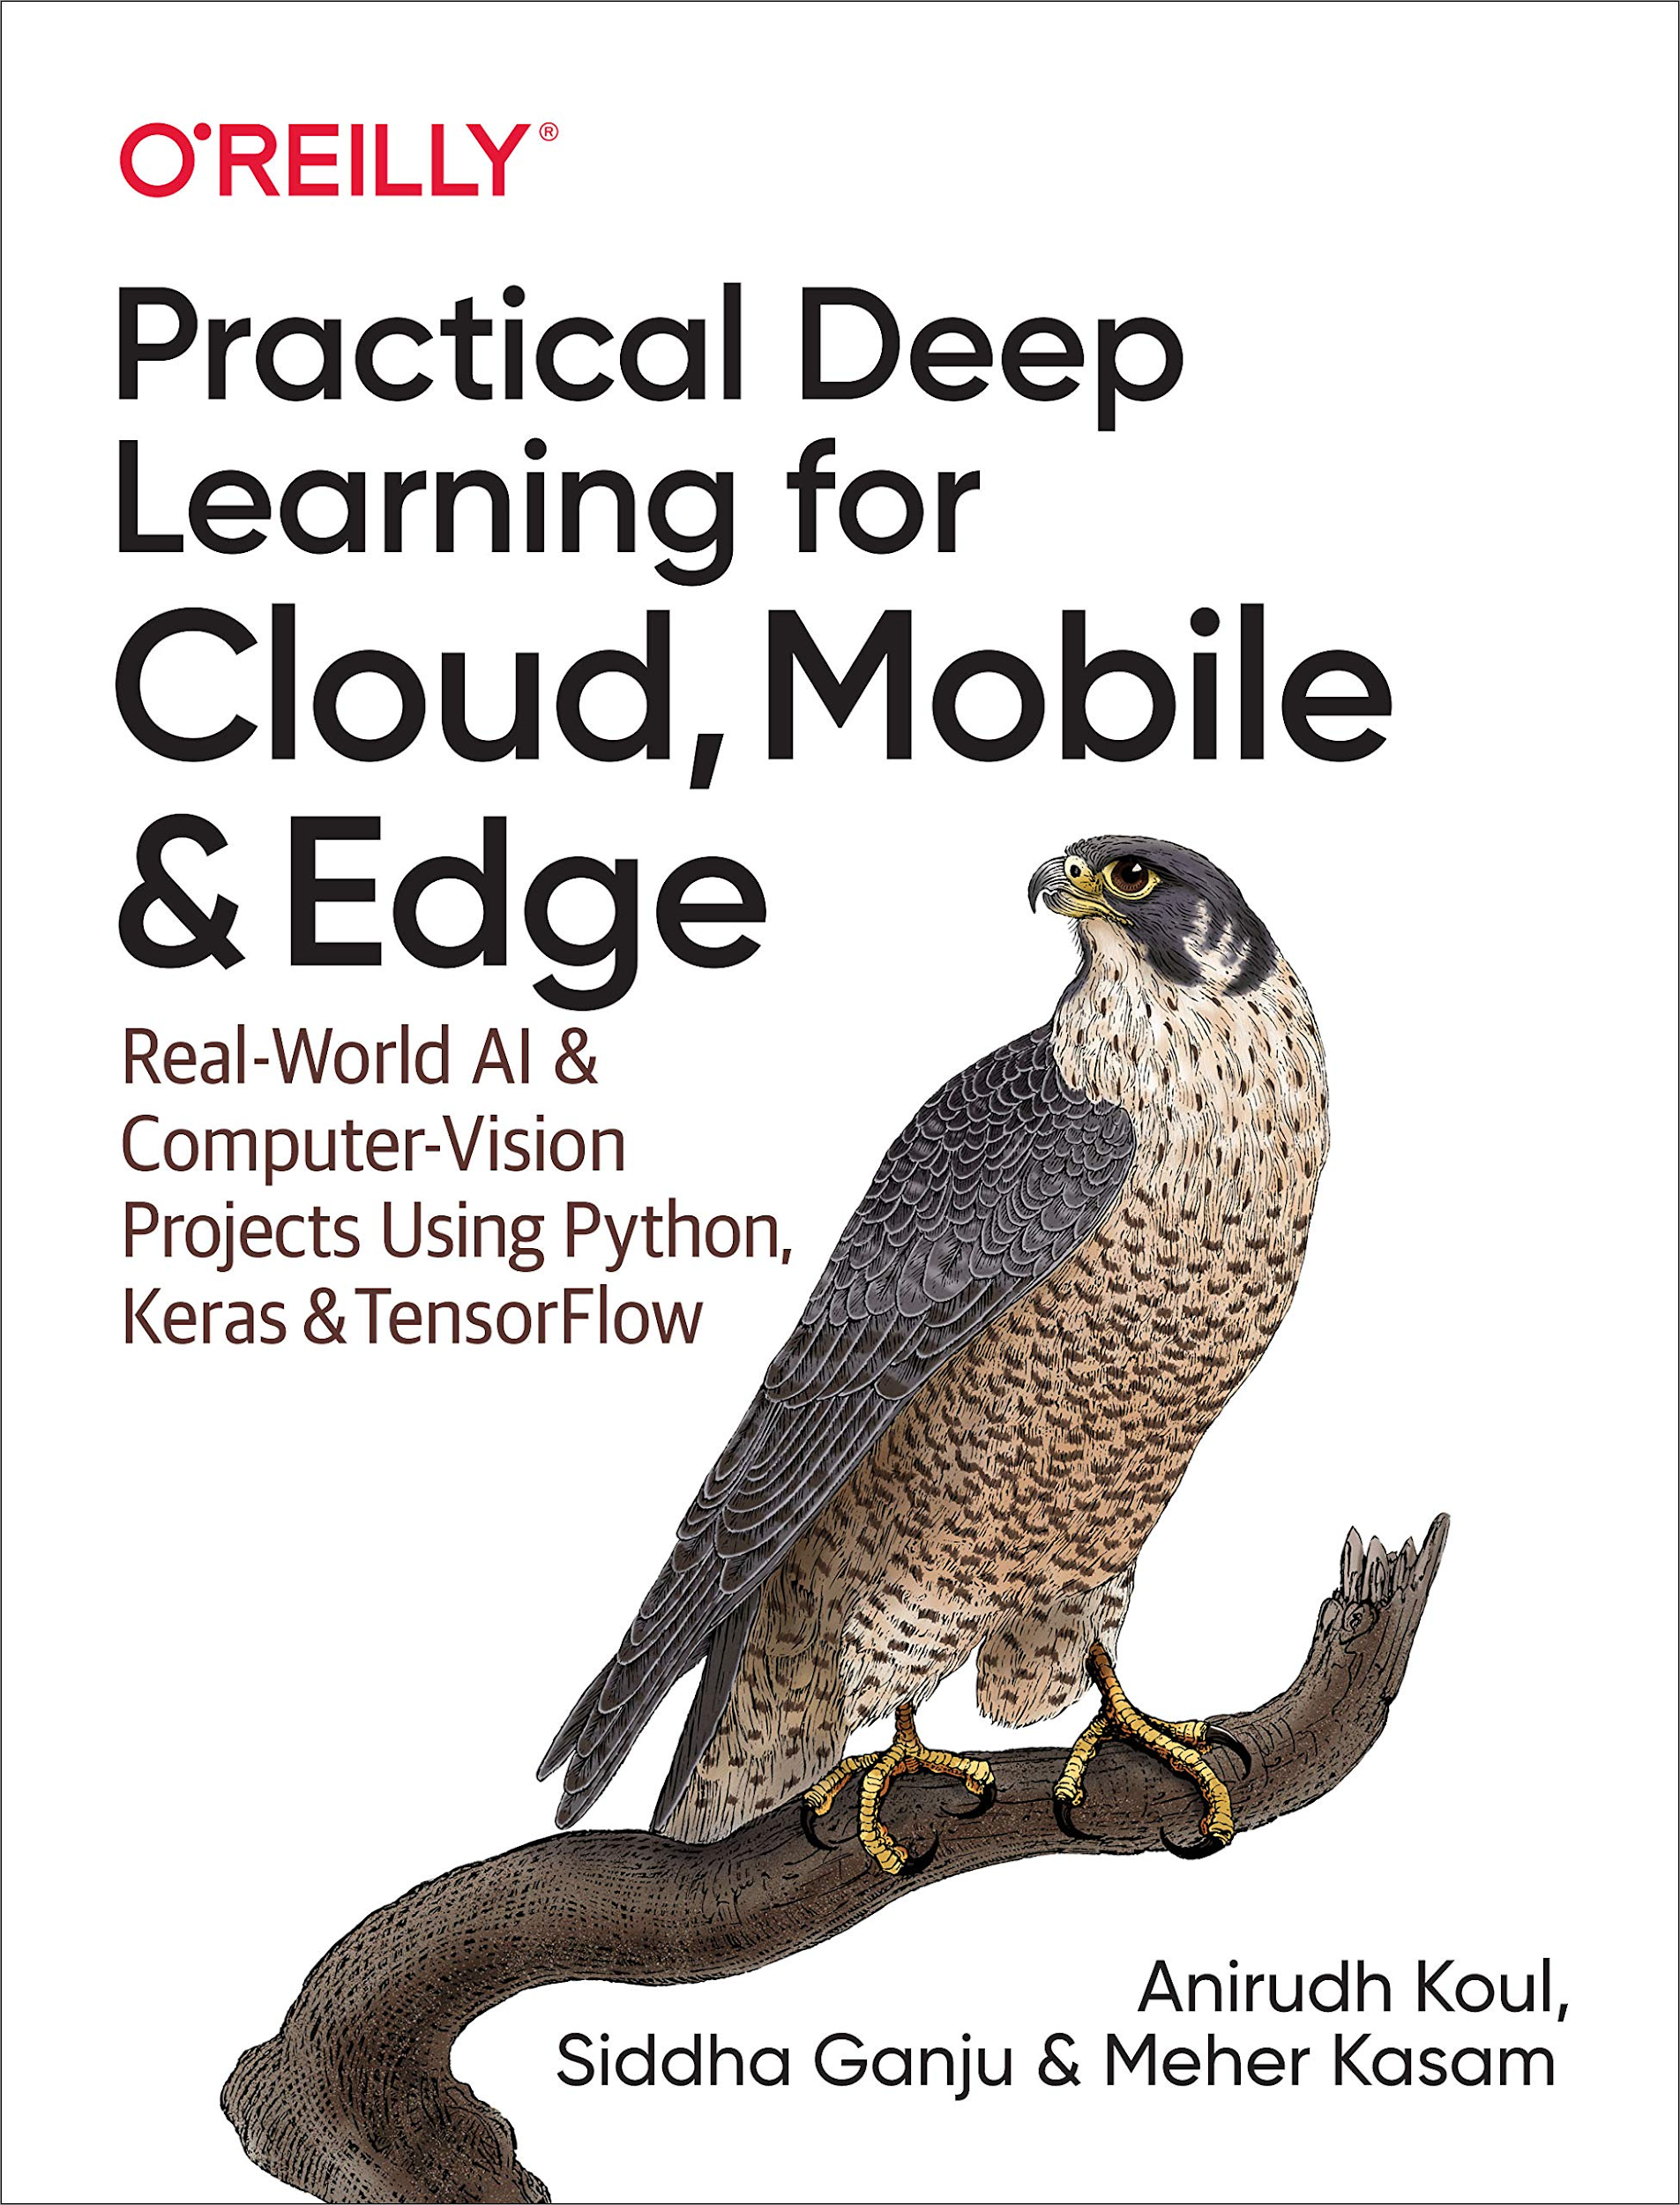 O'REILLY®
Practical Deep
Learning for
Cloud, Mobile
& Edge
Real-World AI &
Computer-Vision
Projects Using Python,
Keras & TensorFlow
Anirudh Koul,
Siddha Ganju & Meher Kasam